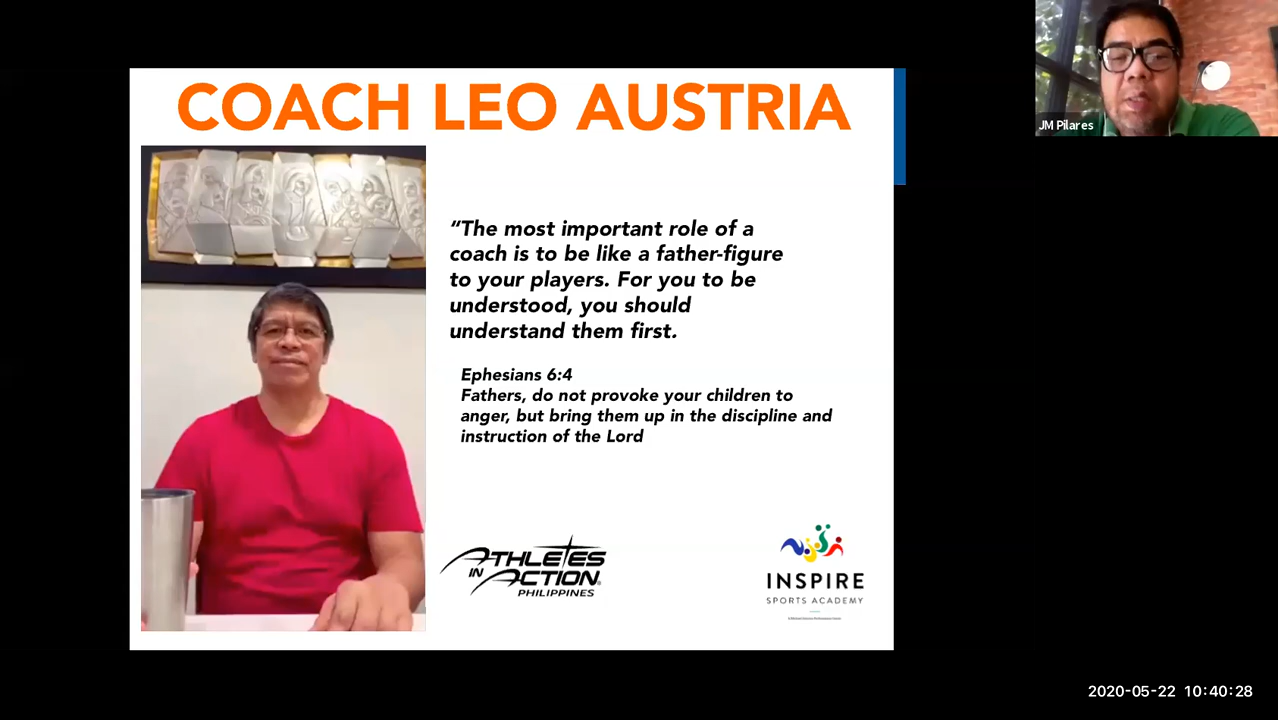 COACH LEO AUSTRIA
JM Pilares
“The most important role of a
coach is to be like a father-figure
to your players. For you to be
understood, you should
understand them first.
Ephesians 6:4
Fathers, do not provoke your children to
anger, but bring them up in the discipline and
instruction of the Lord
ATHLETES
IN ACTION
PHILIPPINES
INSPIRE
SPORTS ACADEMY
2020-05-22 10:40:28